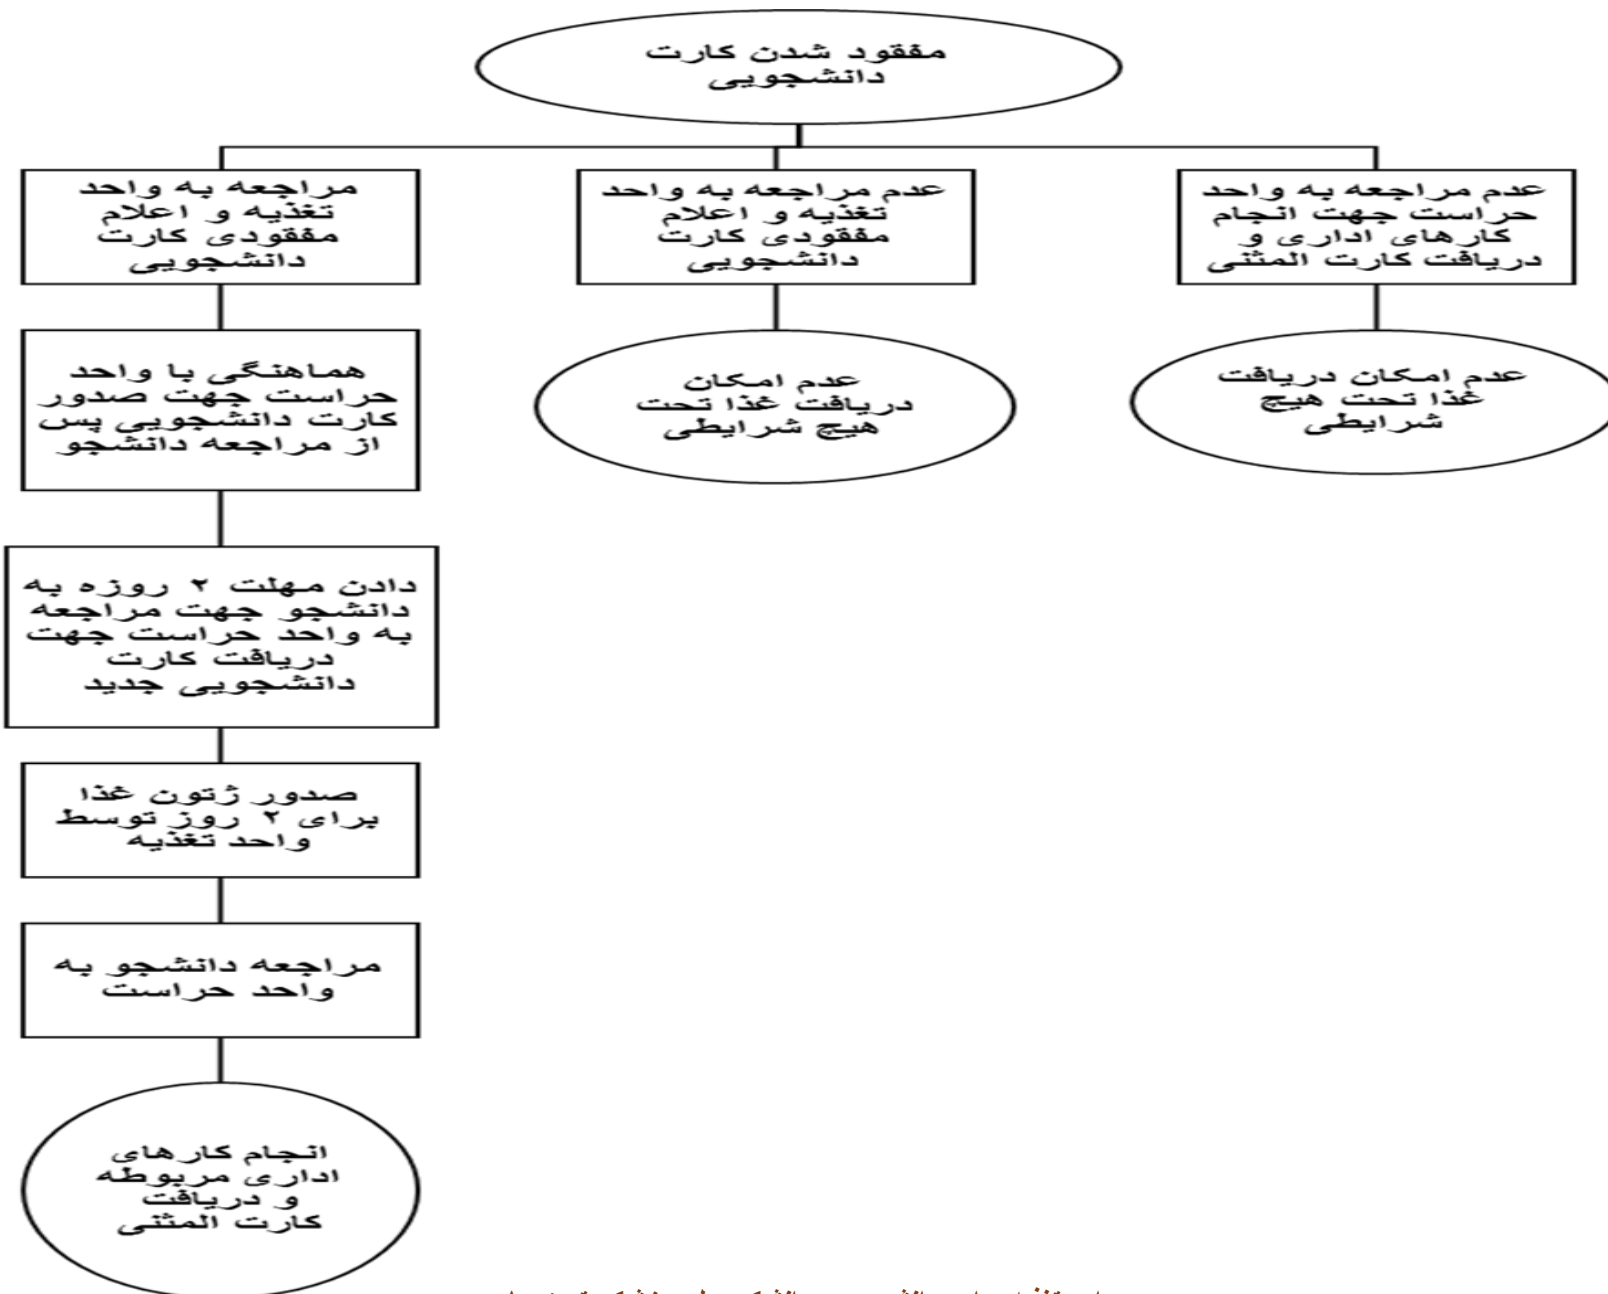 مفقود شدن کارت
دانشجویی
عدم مراجعه به واحد
حراست جهت انجام
کارهای اداری و
دریافت کارت المثنی
عدم امکان دریافت
غذا تحت هیچ
شرایطی
عدم مراجعه به واحد
تغذیه و اعلام
مفقودی کارت
دانشجویی
عدم امکان
دریافت غذا تحت
هیچ شرایطی
مراجعه به واحد
تغذیه و اعلام
مفقودی کارت
دانشجویی
هماهنگی با واحد
حراست جهت صدور
کارت دانشجویی پس
از مراجعه دانشجو
دادن مهلت ۲ روزه به
دانشجو جهت مراجعه
به واحد حراست جهت
دریافت کارت
دانشجویی جدید
صدور ژتون غذا
برای ۲ روز توسط
واحد تغذیه
مراجعه دانشجو به
واحد حراست
انجام کارهای
اداری مربوطه
و دریافت
کارت المثنی